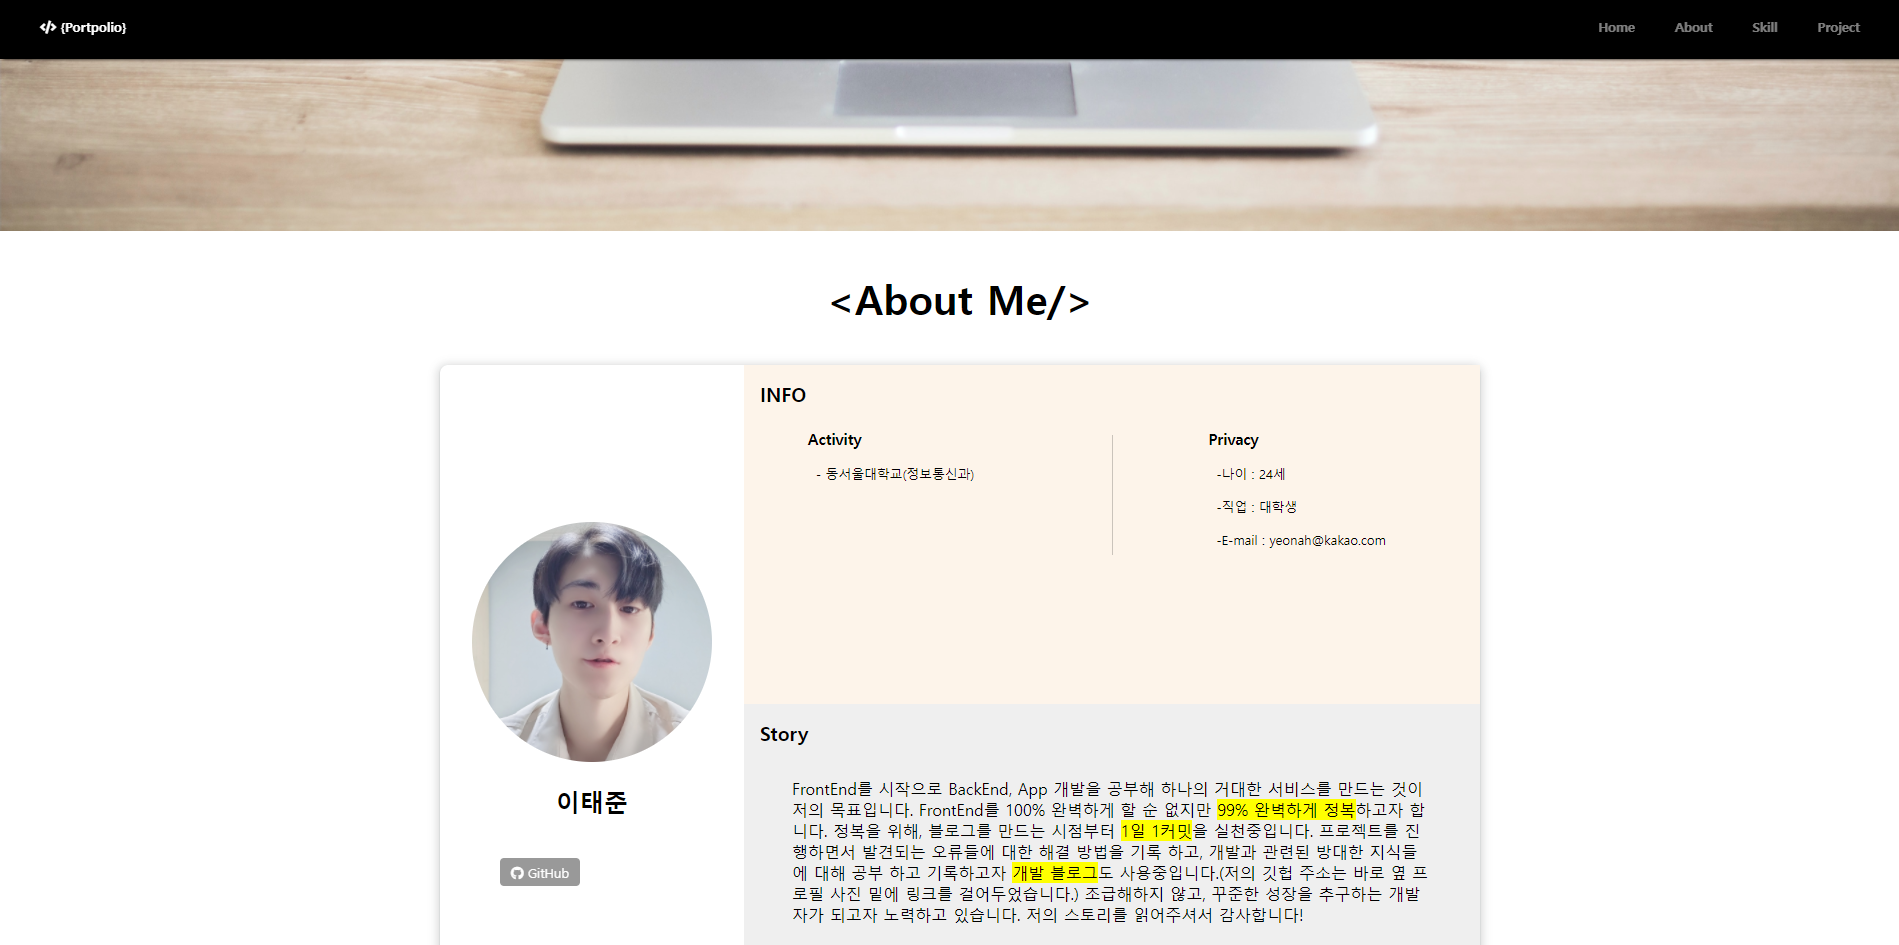 {Portpolio}
Home
About
Skill
Project
<About Me/>
INFO
Activity
- 동서울대학교(정보통신과)
Privacy
-나이 : 24세
-직업 : 대학생
-E-mail : yeonah@kakao.com
이태준
GitHub
Story
FrontEnd를 시작으로 BackEnd, App 개발을 공부해 하나의 거대한 서비스를 만드는 것이
저의 목표입니다. FrontEnd를 100% 완벽하게 할 순 없지만 99% 완벽하게 정복하고자 합
니다. 정복을 위해, 블로그를 만드는 시점부터 1일 1커밋을 실천중입니다. 프로젝트를 진
행하면서 발견되는 오류들에 대한 해결 방법을 기록 하고, 개발과 관련된 방대한 지식들
에 대해 공부 하고 기록하고자 개발 블로그도 사용중입니다.(저의 깃헙 주소는 바로 옆 프
로필 사진 밑에 링크를 걸어두었습니다.) 조급해하지 않고, 꾸준한 성장을 추구하는 개발
자가 되고자 노력하고 있습니다. 저의 스토리를 읽어주셔서 감사합니다!